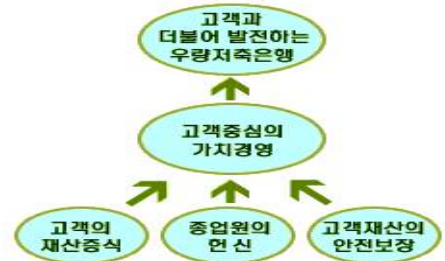 고객과
더불어 발전하는
우량저축은행
고객중심의
가치경영
고객의
재산증식
종업원의
헌 신
고객재산의
안전보장